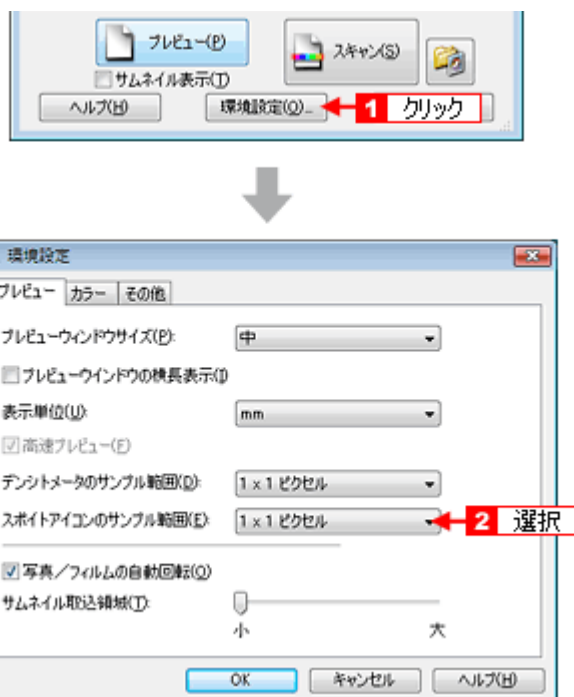 プレビュー(P)
スキャン(S)
サムネイル表示(T)
ヘルプ(H)
環境設定(O)...
1 クリック
環境設定
プレビュー カラー その他
プレビューウィンドウサイズ(P): 中
プレビューウインドウの横長表示(I)
表示単位(U): mm
高速プレビュー(F)
デンシトメータのサンプル範囲(D): 1 x 1 ピクセル
スポイトアイコンのサンプル範囲(E): 1 x 1 ピクセル
2 選択
写真/フィルムの自動回転(O)
サムネイル取込領域(T):
小 大
OK キャンセル ヘルプ(H)